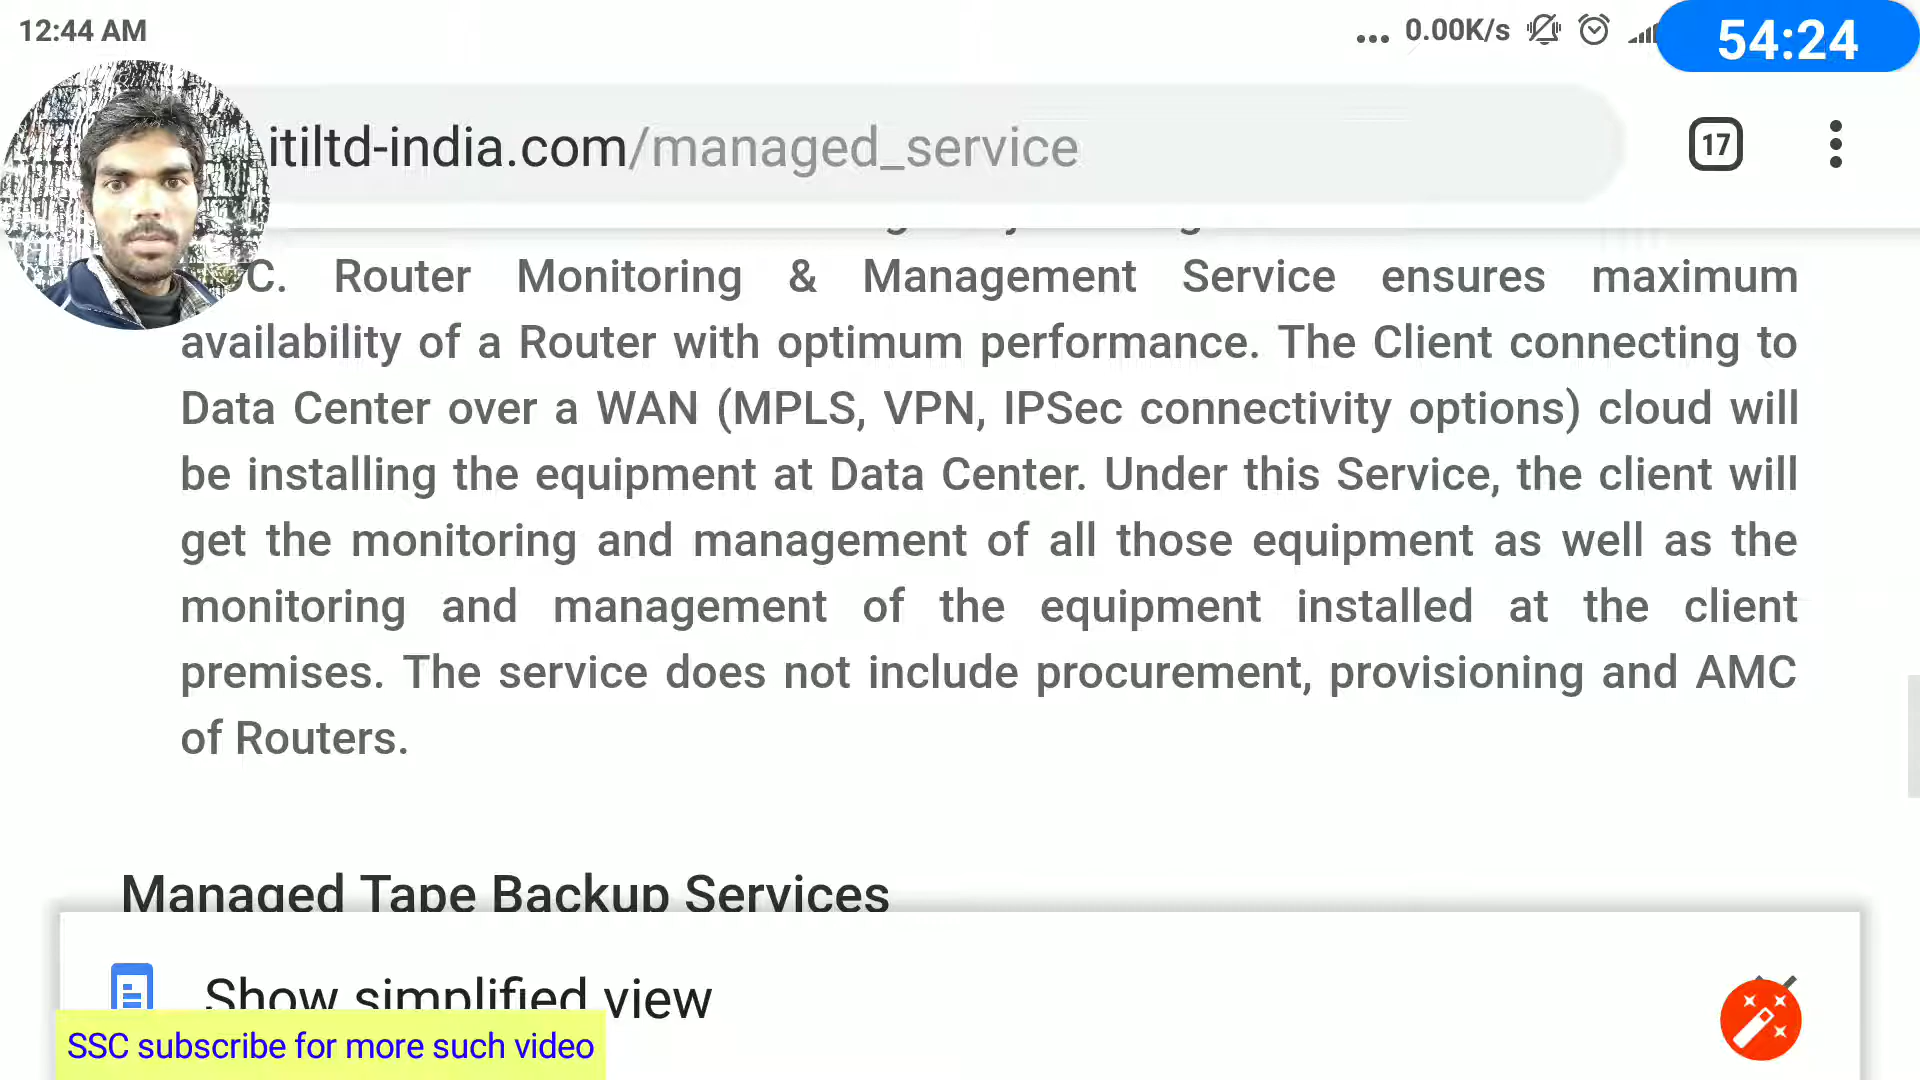 12:44 AM
... 0.00K/s
54:24
itiltd-india.com/managed_service
17
C. Router Monitoring & Management Service ensures maximum
availability of a Router with optimum performance. The Client connecting to
Data Center over a WAN (MPLS, VPN, IPSec connectivity options) cloud will
be installing the equipment at Data Center. Under this Service, the client will
get the monitoring and management of all those equipment as well as the
monitoring and management of the equipment installed at the client
premises. The service does not include procurement, provisioning and AMC
of Routers.
Managed Tape Backup Services
Show simplified view
SSC subscribe for more such video